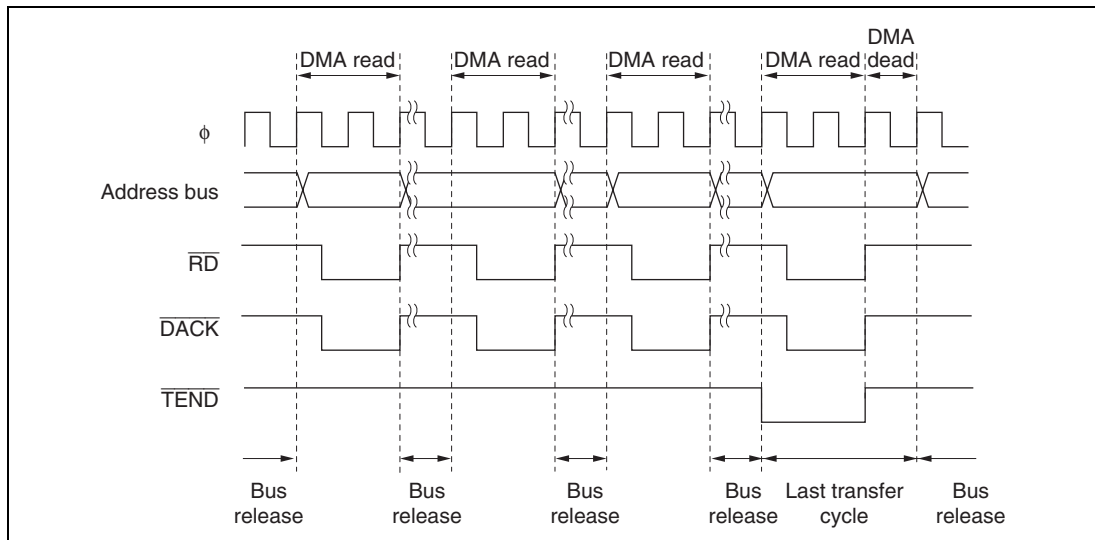 DMA
dead
DMA read DMA read DMA read DMA read
ϕ
Address bus
RD
DACK
TEND
Bus release
Bus release
Bus release
Bus release
Last transfer cycle
Bus release